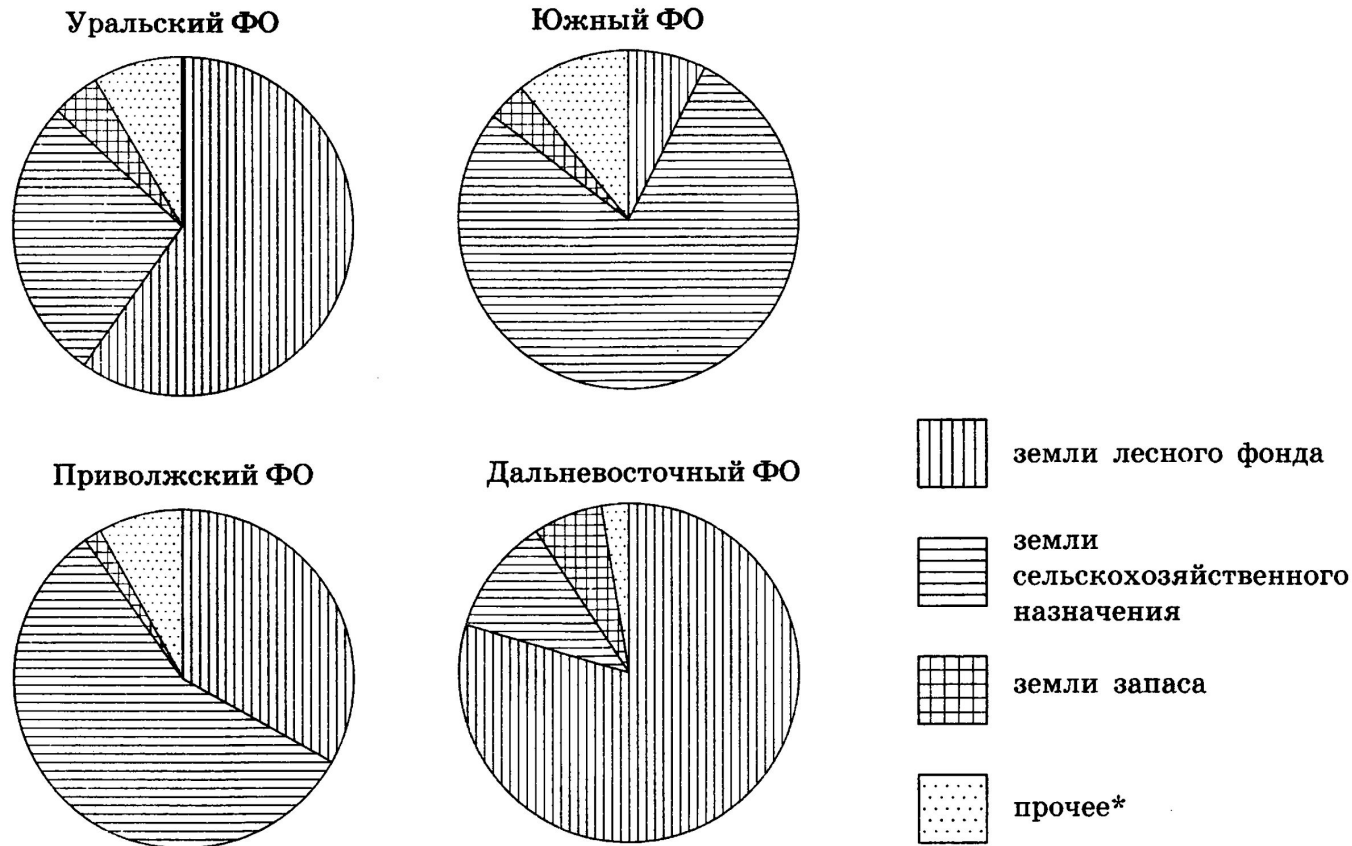 Уральский ФО
Южный ФО
Приволжский ФО
Дальневосточный ФО
земли лесного фонда
земли
сельскохозяйственного
назначения
земли запаса
прочее*